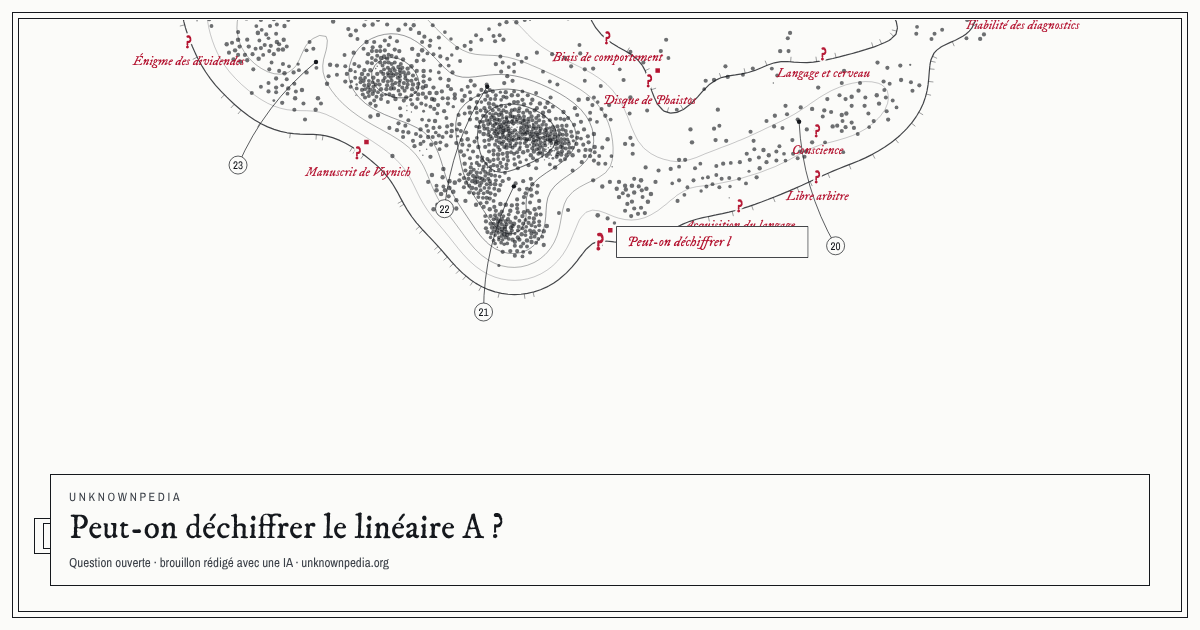 Fiabilité des diagnostics
?
Énigme des dividendes
?
Biais de comportement
?
Langage et cerveau
?
Disque de Phaistos
?
Conscience
23
?
Manuscrit de Voynich
?
Libre arbitre
22
?
Acquisition du langage
?
Peut-on déchiffrer l
20
21
UNKNOWNPEDIA
Peut-on déchiffrer le linéaire A ?
Question ouverte · brouillon rédigé avec une IA · unknownpedia.org